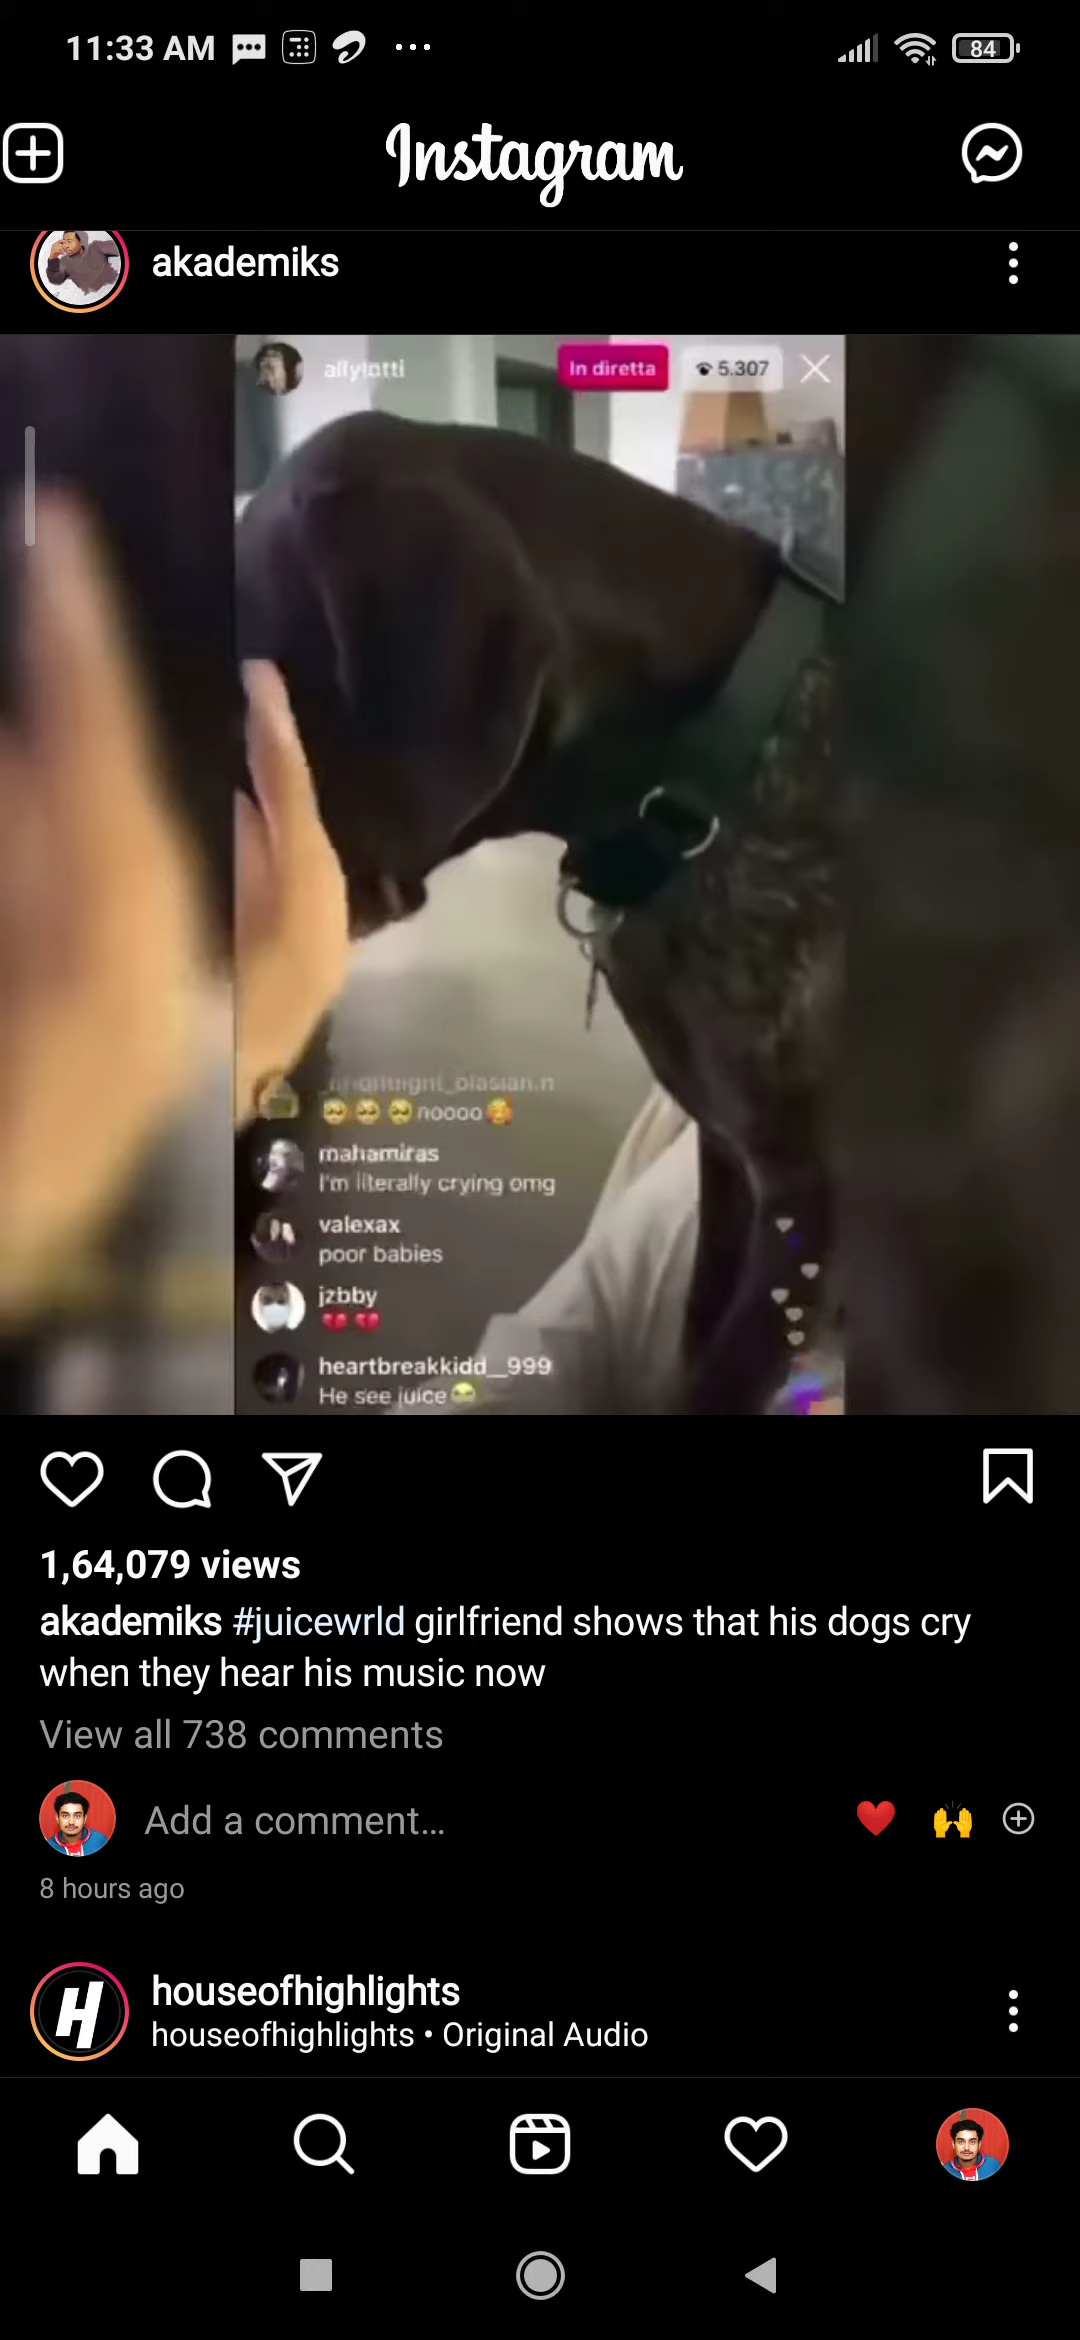 11:33 AM
84
Instagram
akademiks
allylotti
In diretta
5.307
🥺 🥺 🥺 noooo 🥰
mahamiras
I'm literally crying omg
valexax
poor babies
jzbby
💔 💔
heartbreakkidd__999
He see juice 😭
1,64,079 views
akademiks #juicewrld girlfriend shows that his dogs cry
when they hear his music now
View all 738 comments
Add a comment...
8 hours ago
H
houseofhighlights
houseofhighlights • Original Audio